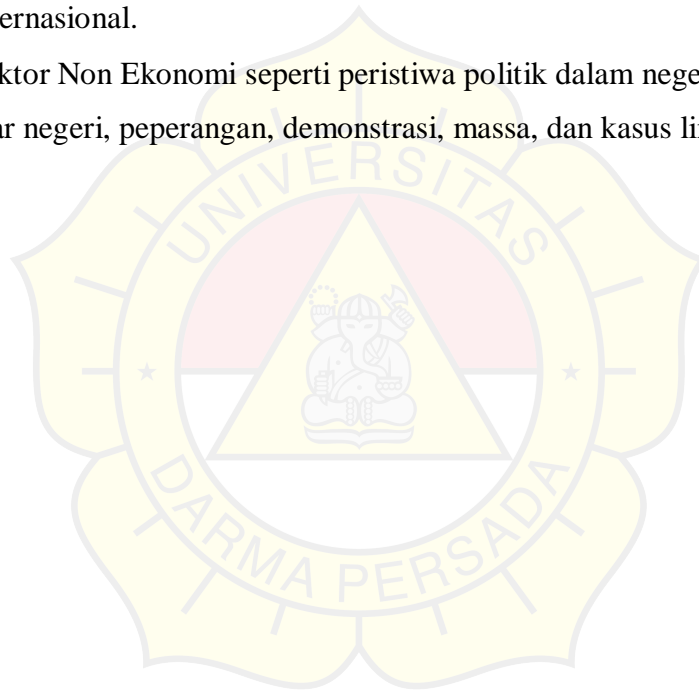 ernasional.
ktor Non Ekonomi seperti peristiwa politik dalam nege
ar negeri, peperangan, demonstrasi, massa, dan kasus li
UNIVERSITAS
DARMA PERSADA